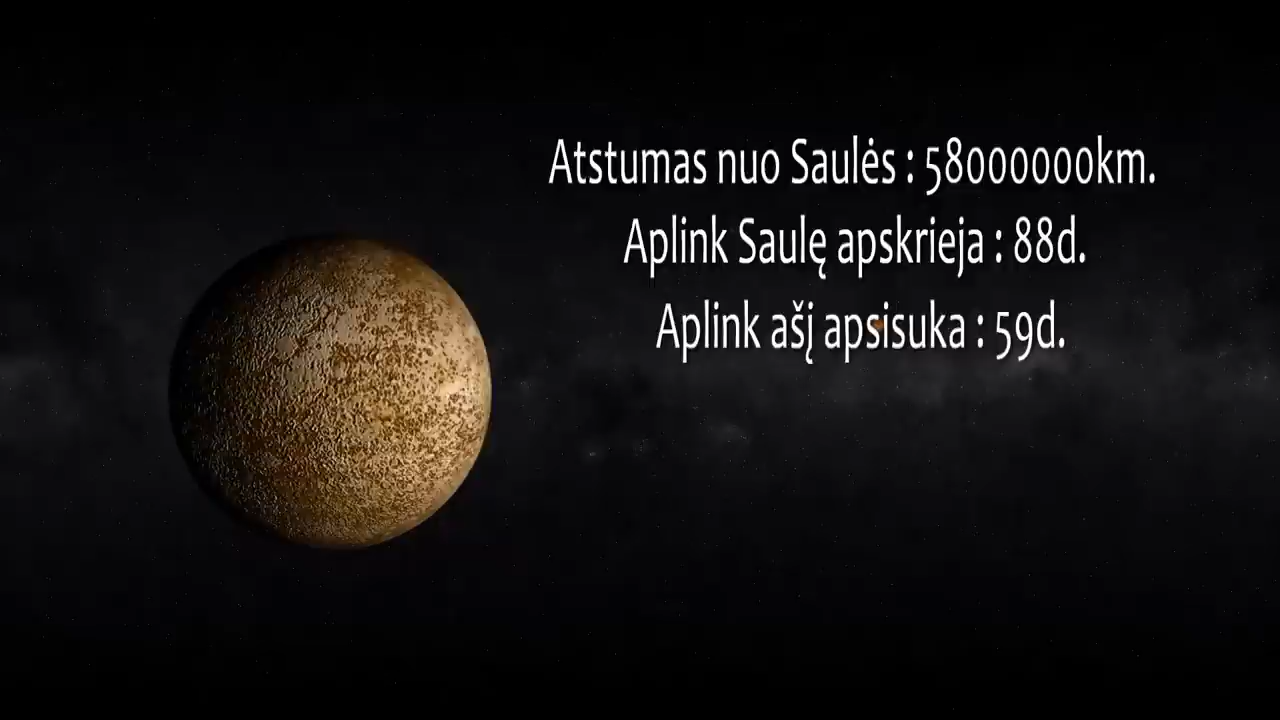 Atstumas nuo Saulės : 58000000km.
Aplink Saulę apskrieja : 88d.
Aplink ašį apsisuka : 59d.